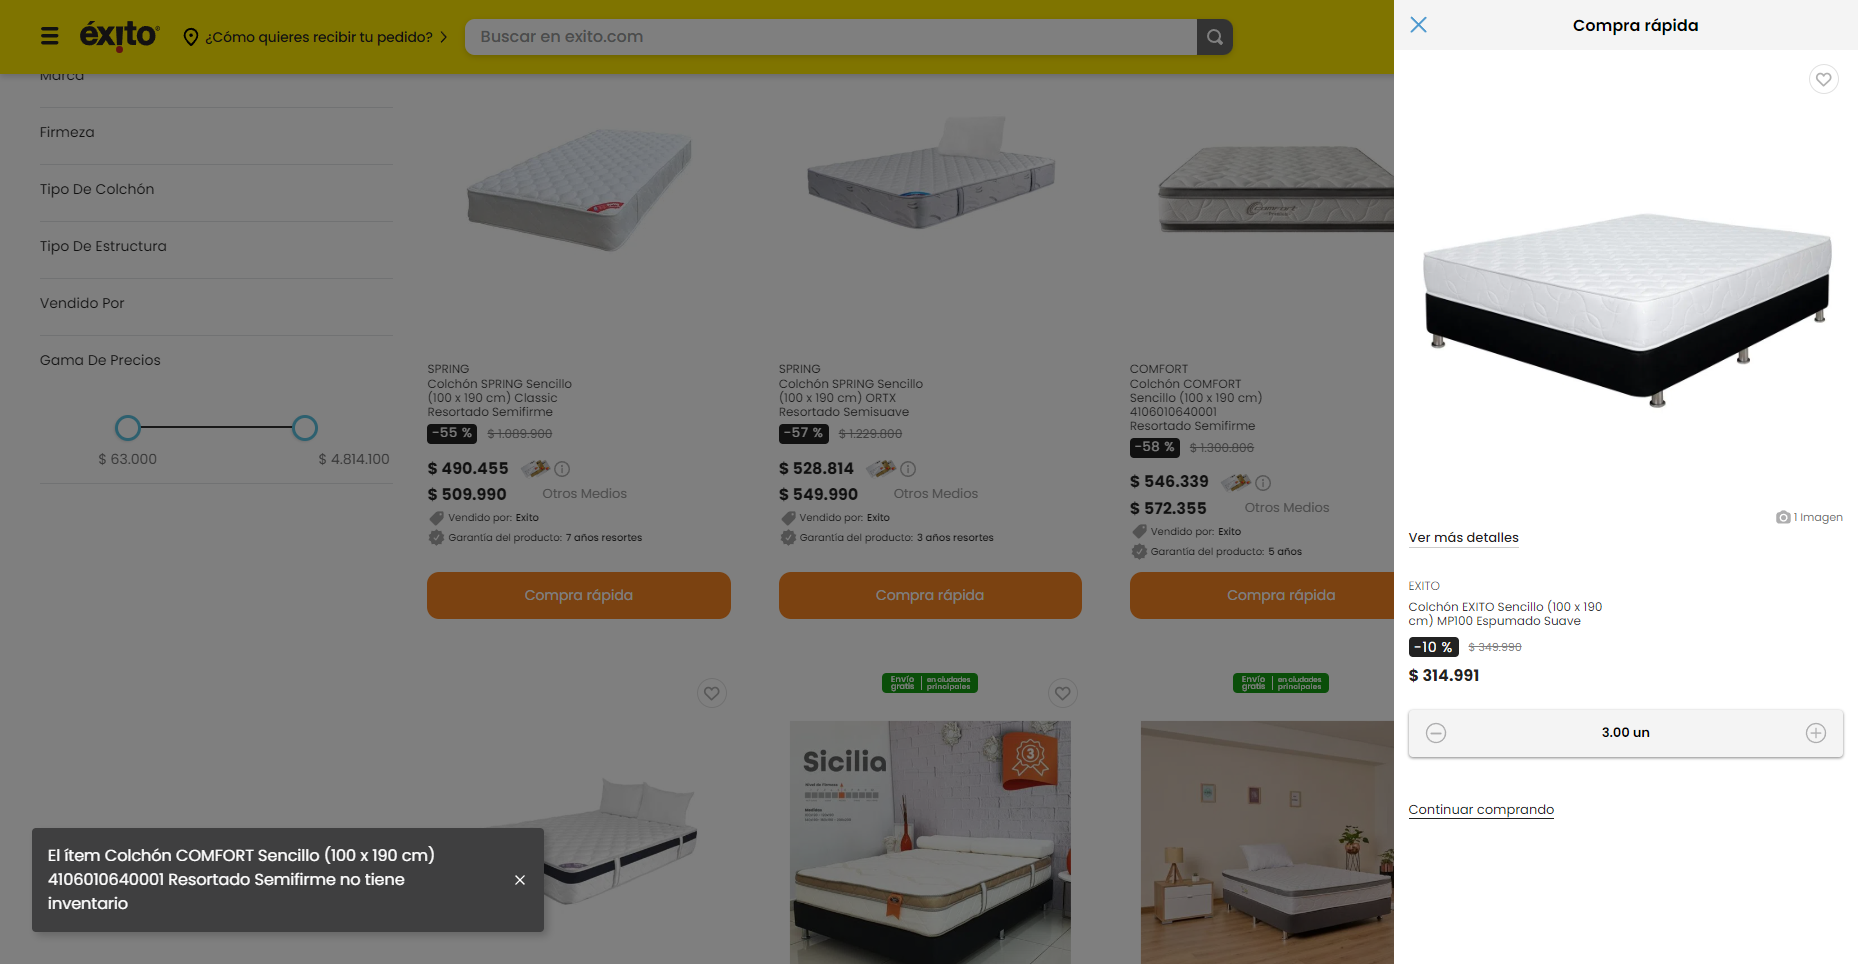 éxito
¿Cómo quieres recibir tu pedido?
Buscar en exito.com
Marca
Firmeza
Tipo De Colchón
Tipo De Estructura
Vendido Por
Gama De Precios
$ 63.000
$ 4.814.100
SPRING
Colchón SPRING Sencillo
(100 x 190 cm) Classic
Resortado Semifirme
-55 % $ 1.089.900
$ 490.455
$ 509.990 Otros Medios
Vendido por: Exito
Garantía del producto: 7 años resortes
Compra rápida
SPRING
Colchón SPRING Sencillo
(100 x 190 cm) ORTX
Resortado Semisuave
-57 % $ 1.229.800
$ 528.814
$ 549.990 Otros Medios
Vendido por: Exito
Garantía del producto: 3 años resortes
Compra rápida
COMFORT
Colchón COMFORT
Sencillo (100 x 190 cm)
4106010640001
Resortado Semifirme
-58 % $ 1.300.806
$ 546.339
$ 572.355 Otros Medios
Vendido por: Exito
Garantía del producto: 5 años
Compra rápida
Envío gratis | en ciudades principales
Envío gratis | en ciudades principales
Sicilia
Nivel de Firmeza
Medidas
3
El ítem Colchón COMFORT Sencillo (100 x 190 cm)
4106010640001 Resortado Semifirme no tiene
inventario
Compra rápida
1 Imagen
Ver más detalles
EXITO
Colchón EXITO Sencillo (100 x 190
cm) MP100 Espumado Suave
-10 % $ 349.990
$ 314.991
3.00 un
Continuar comprando